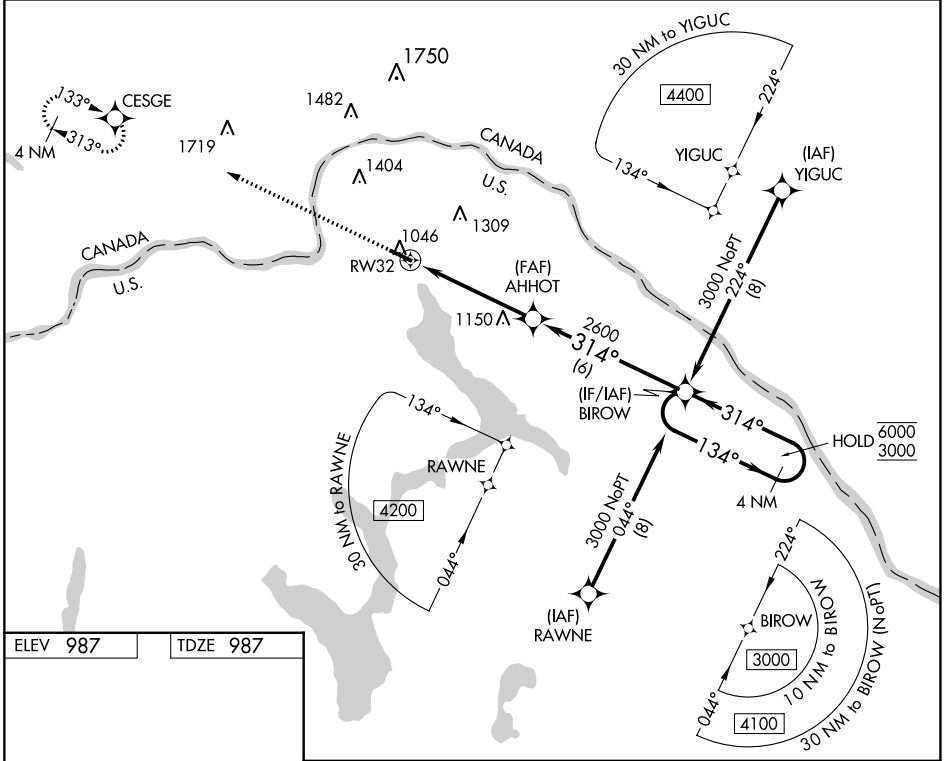 1750
30 NM to YIGUC
4400
224°
134°
YIGUC
133°
CESGE
313°
4 NM
1482
1719
1404
CANADA
U.S.
(IAF)
YIGUC
1309
CANADA
U.S.
1046
RW32
(FAF)
AHHOT
3000 NoPT
224°
(8)
1150
2600
314°
(6)
(IF/IAF)
BIROW
314°
134°
HOLD
6000
3000
4 NM
134°
RAWNE
30 NM to RAWNE
4200
044°
3000 NoPT
044°
(8)
(IAF)
RAWNE
224°
BIROW
3000
10 NM to BIROW
044°
4100
30 NM to BIROW (NoPT)
ELEV 987
TDZE 987